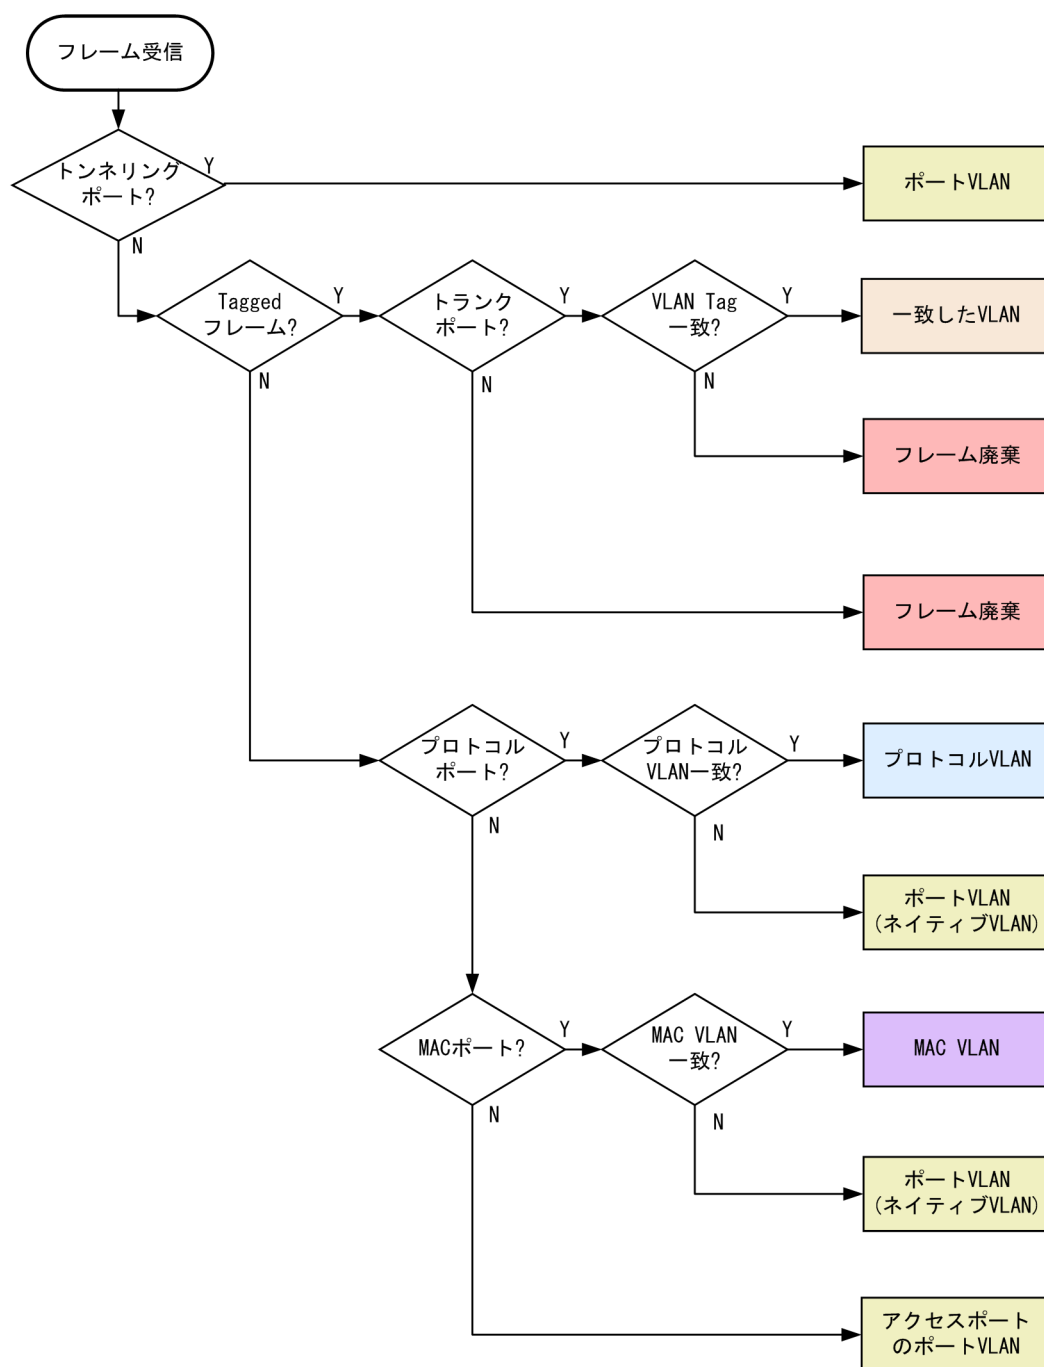 フレーム受信
トンネリング
ポート?
Y
ポートVLAN
N
Tagged
フレーム?
Y
トランク
ポート?
Y
VLAN Tag
一致?
Y
一致したVLAN
N
N
N
フレーム廃棄
フレーム廃棄
プロトコル
ポート?
Y
プロトコル
VLAN一致?
Y
プロトコルVLAN
N
N
ポートVLAN
(ネイティブVLAN)
MACポート?
Y
MAC VLAN
一致?
Y
MAC VLAN
N
N
ポートVLAN
(ネイティブVLAN)
アクセスポート
のポートVLAN